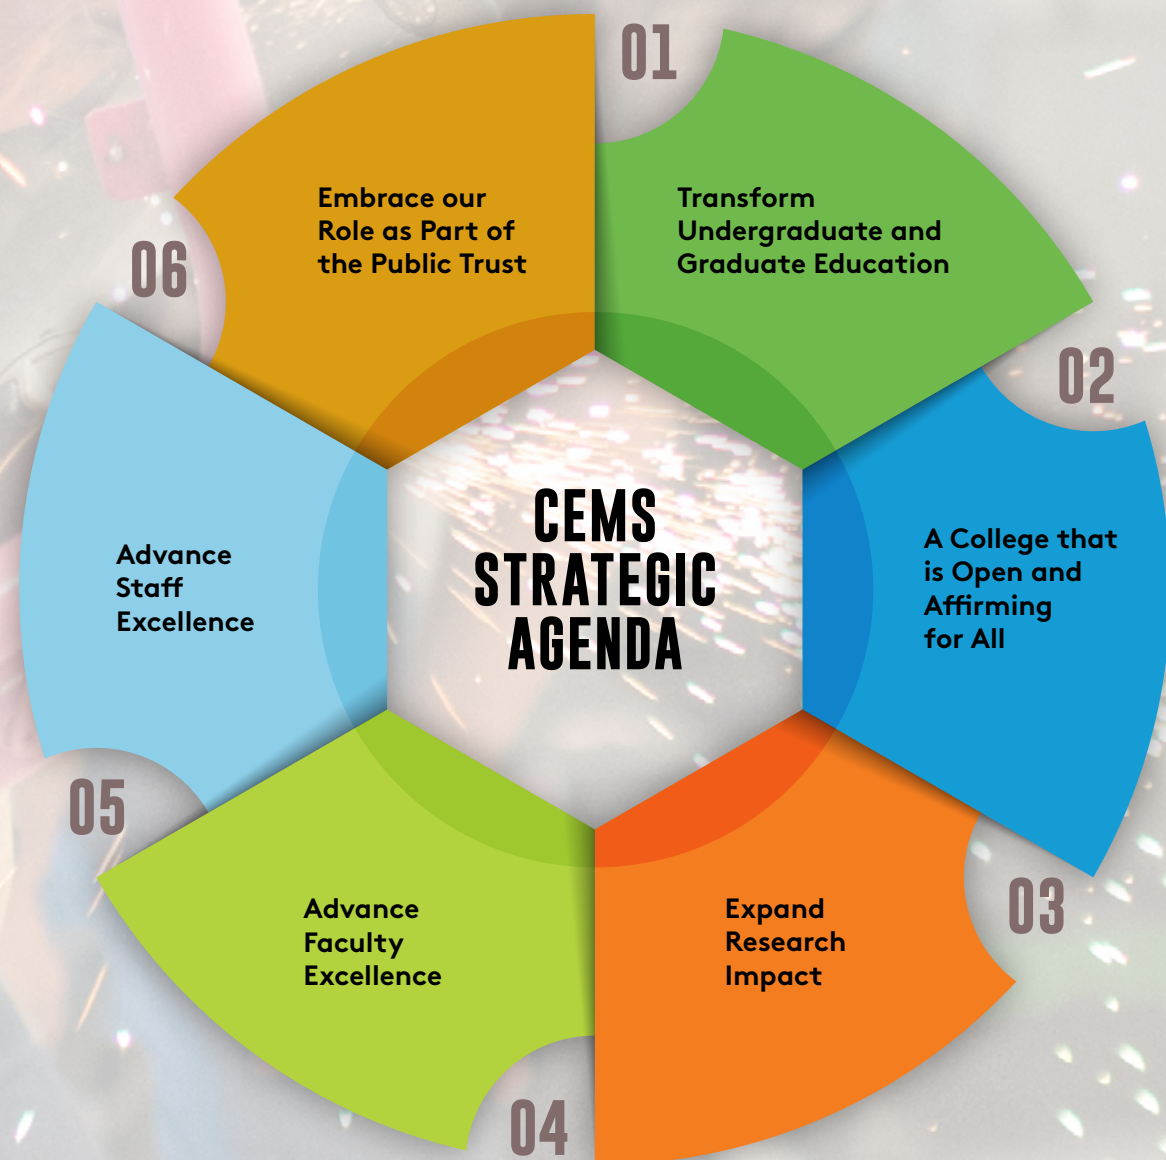 CEMS
STRATEGIC
AGENDA
01
Transform
Undergraduate and
Graduate Education
02
A College that
is Open and
Affirming
for All
03
Expand
Research
Impact
04
Advance
Faculty
Excellence
05
Advance
Staff
Excellence
06
Embrace our
Role as Part of
the Public Trust